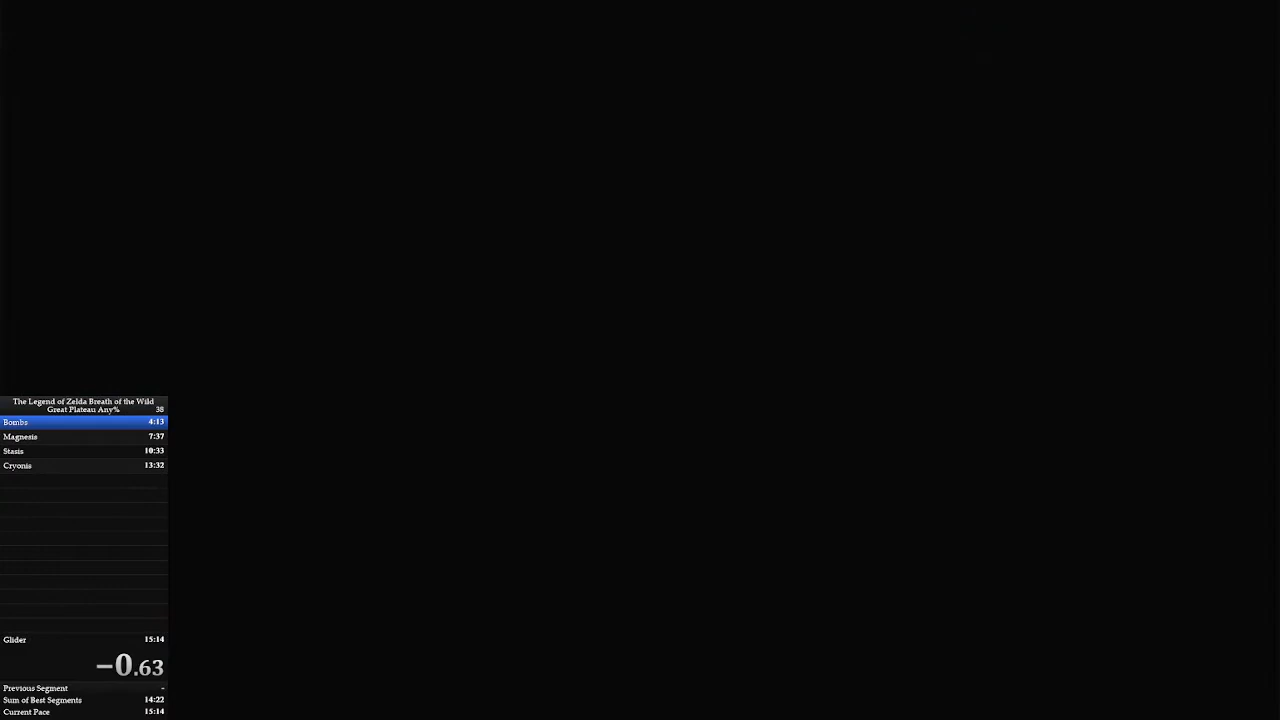 The Legend of Zelda Breath of the Wild
Great Plateau Any% 38
Bombs 4:13
Magnesis 7:37
Stasis 10:33
Cryonis 13:32
Glider 15:14
−0.63
Previous Segment -
Sum of Best Segments 14:22
Current Pace 15:14